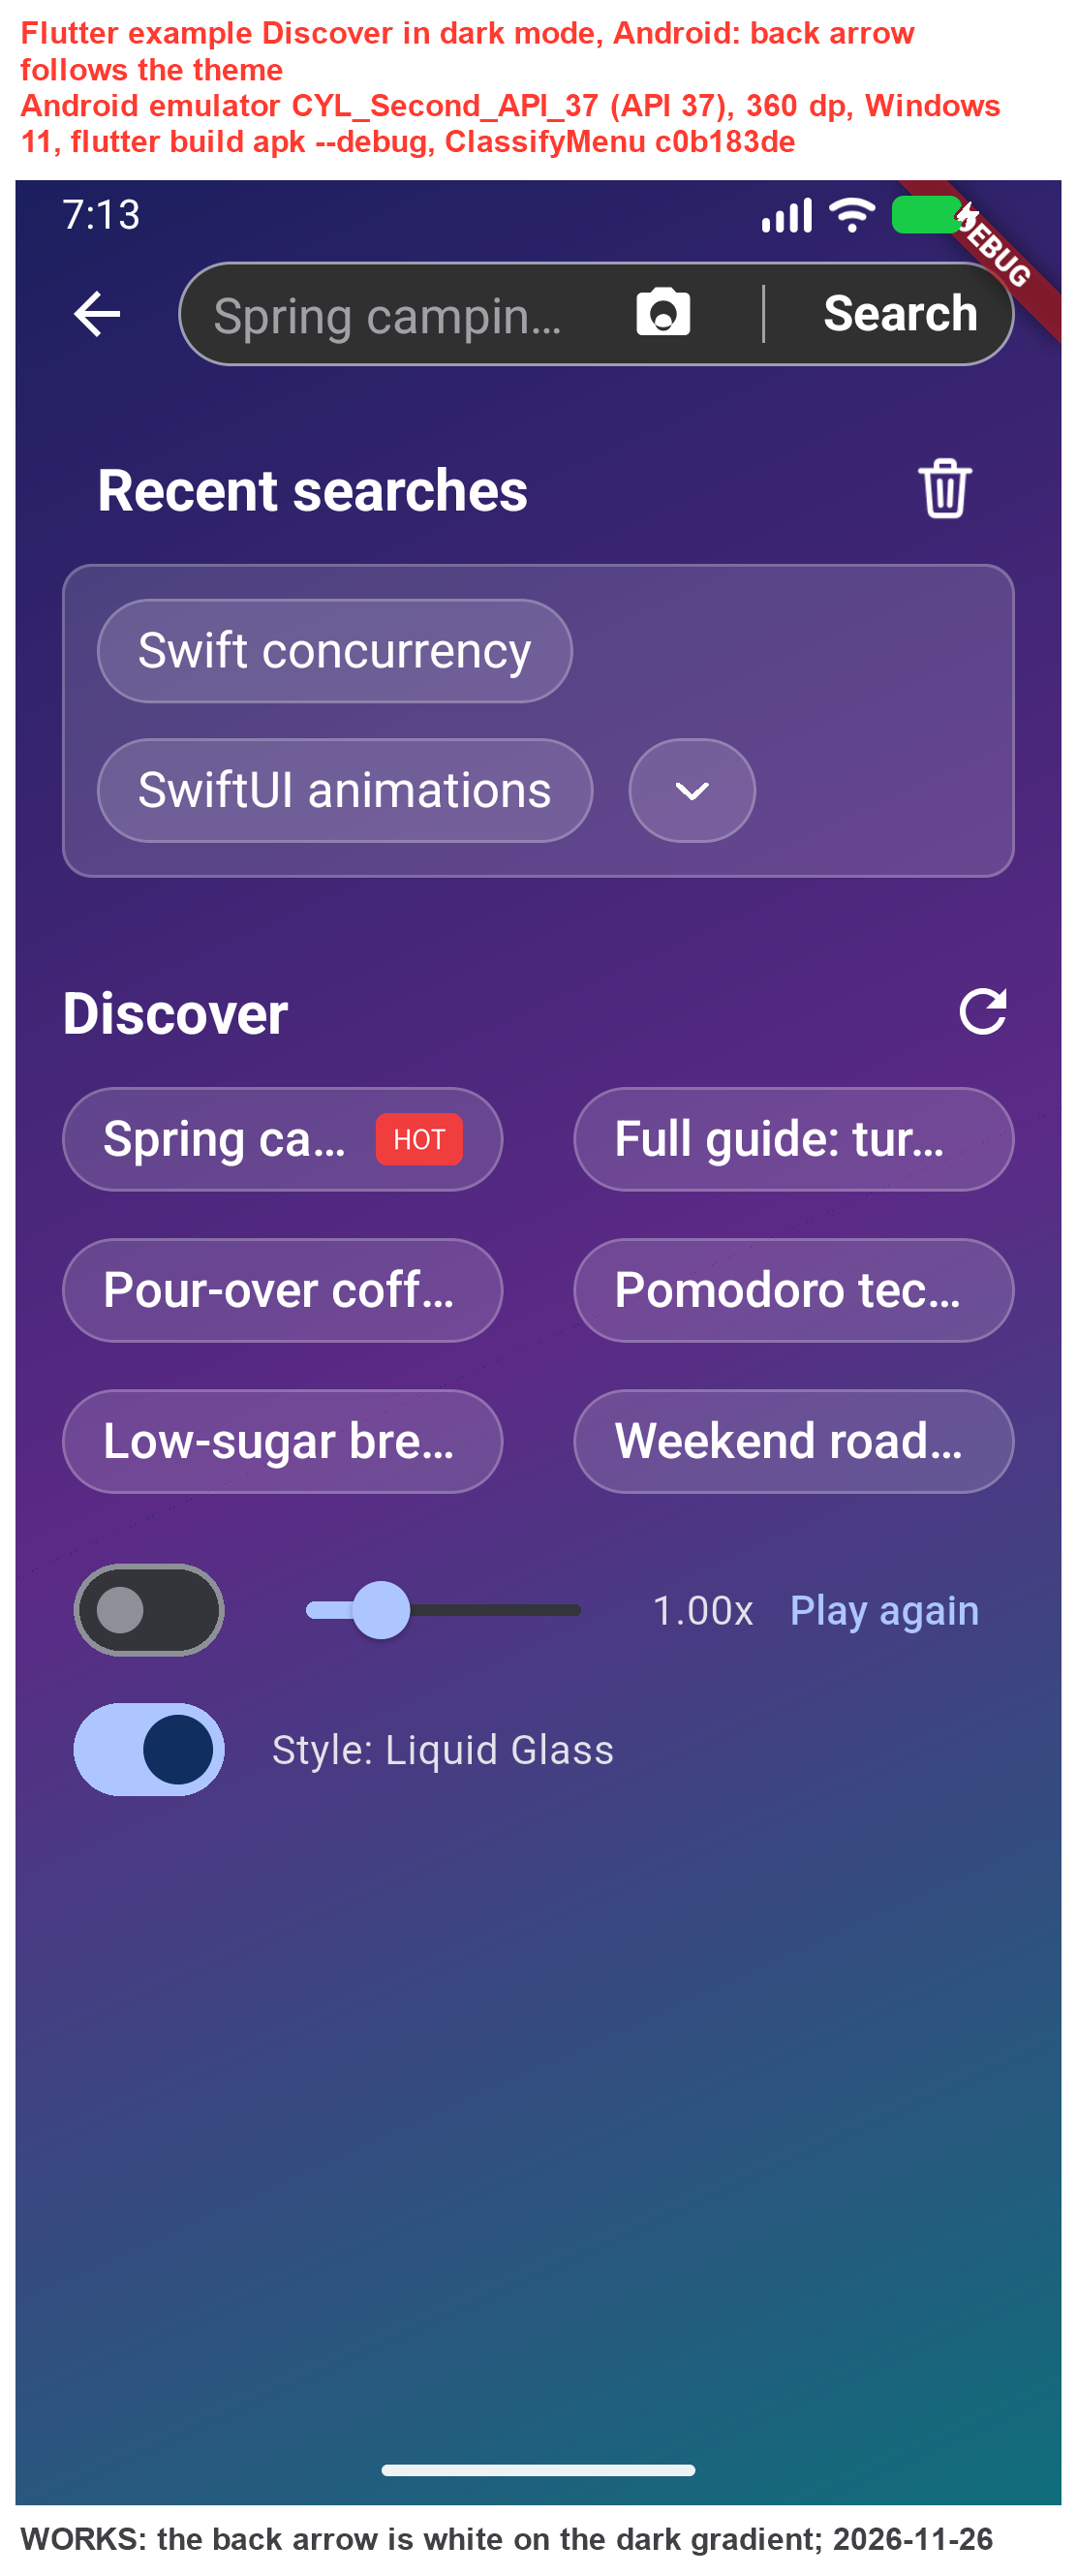 Flutter example Discover in dark mode, Android: back arrow
follows the theme
Android emulator CYL_Second_API_37 (API 37), 360 dp, Windows
11, flutter build apk --debug, ClassifyMenu c0b183de
7:13
DEBUG
Spring campin...
Search
Recent searches
Swift concurrency
SwiftUI animations
Discover
Spring ca... HOT
Full guide: tur...
Pour-over coff...
Pomodoro tec...
Low-sugar bre...
Weekend road...
1.00x Play again
Style: Liquid Glass
WORKS: the back arrow is white on the dark gradient; 2026-11-26